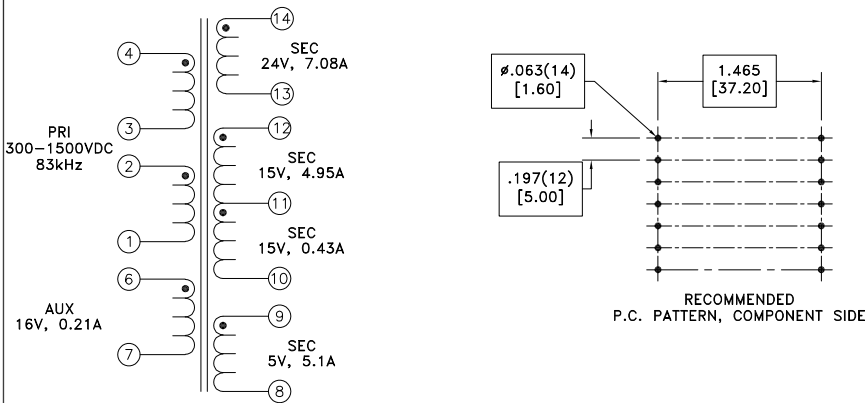 14
SEC
24V, 7.08A
13
4
3
PRI
300-1500VDC
83kHz
2
1
12
SEC
15V, 4.95A
11
SEC
15V, 0.43A
10
6
AUX
16V, 0.21A
7
9
SEC
5V, 5.1A
8
ø.063(14)
[1.60]
1.465
[37.20]
.197(12)
[5.00]
RECOMMENDED
P.C. PATTERN, COMPONENT SIDE